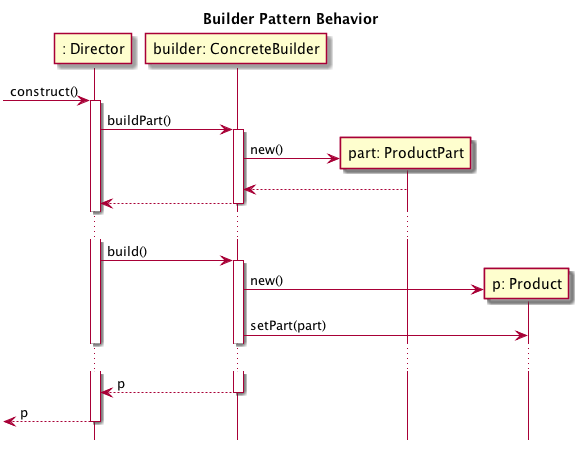 Builder Pattern Behavior
: Director
builder: ConcreteBuilder
construct()
buildPart()
new()
part: ProductPart
build()
new()
p: Product
setPart(part)
p
p